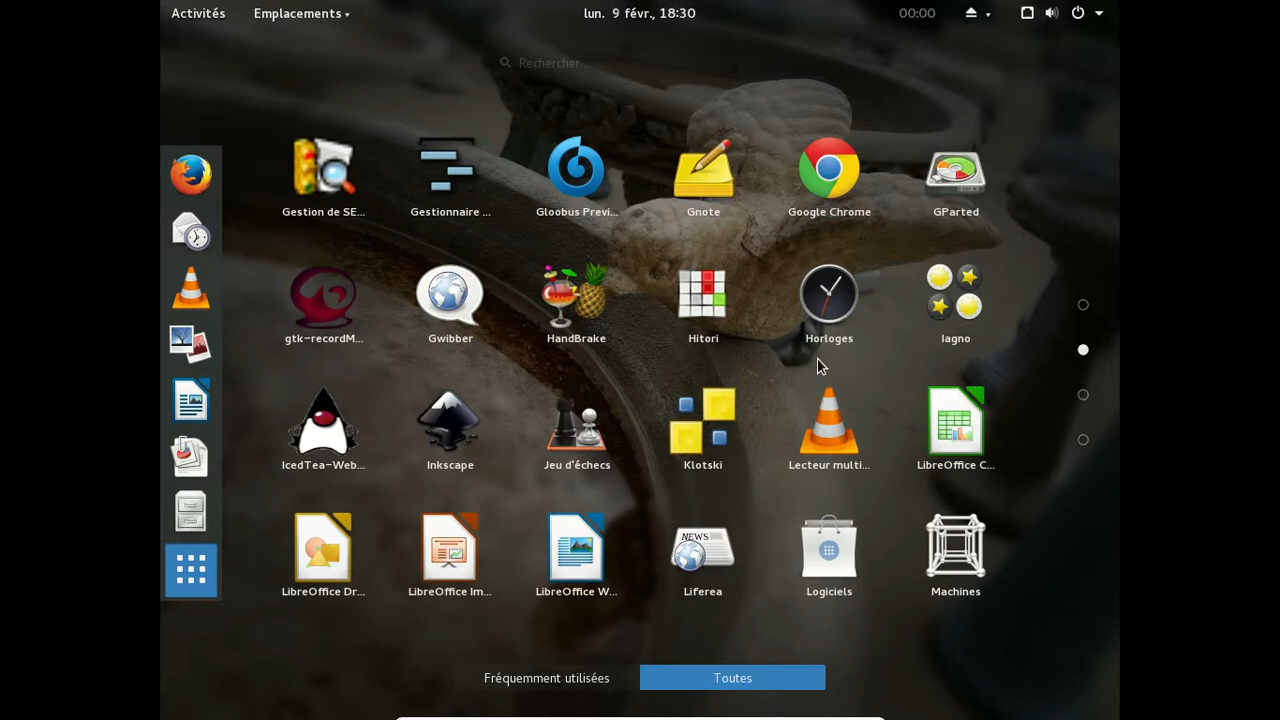 Activités Emplacements lun. 9 févr., 18:30 00:00
Rechercher...
Gestion de SE... Gestionnaire ... Gloobus Previ... Gnote Google Chrome GParted
gtk-recordM... Gwibber HandBrake Hitori Horloges Iagno
IcedTea-Web... Inkscape Jeu d'échecs Klotski Lecteur multi... LibreOffice C...
NEWS
LibreOffice Dr... LibreOffice Im... LibreOffice W... Liferea Logiciels Machines
Fréquemment utilisées Toutes